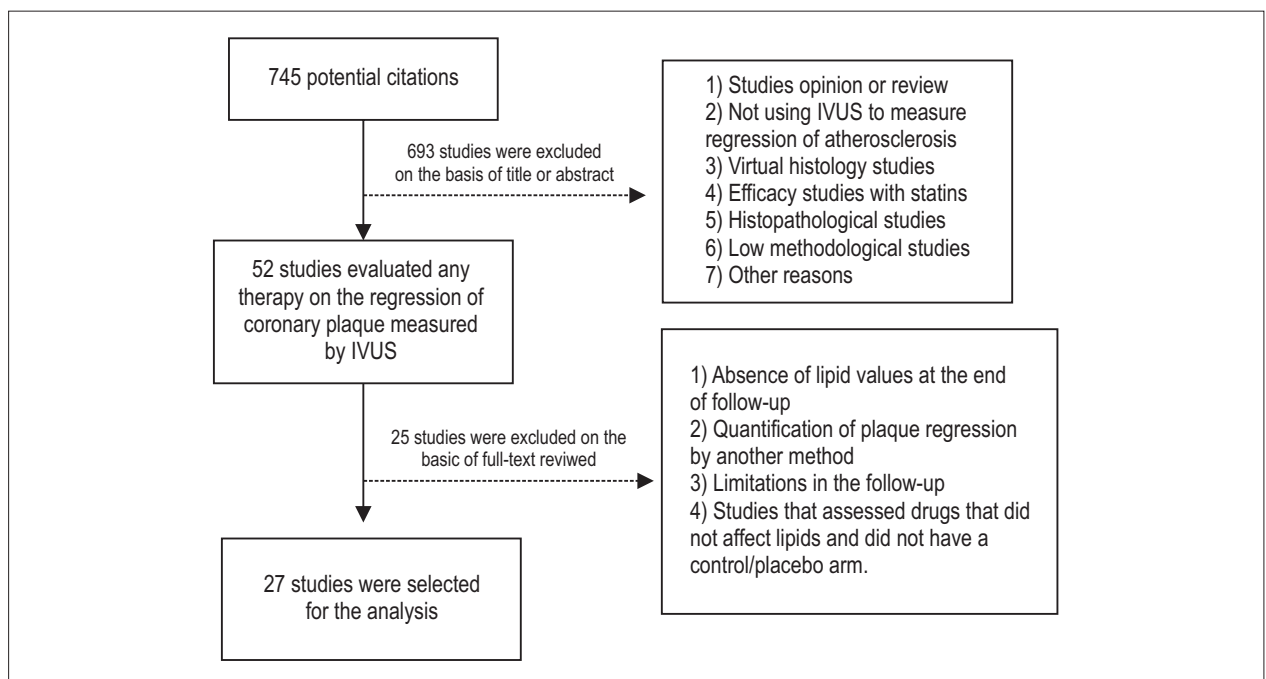 745 potential citations
693 studies were excluded
on the basis of title or abstract
1) Studies opinion or review
2) Not using IVUS to measure
regression of atherosclerosis
3) Virtual histology studies
4) Efficacy studies with statins
5) Histopathological studies
6) Low methodological studies
7) Other reasons
52 studies evaluated any
therapy on the regression of
coronary plaque measured
by IVUS
25 studies were excluded on the
basic of full-text reviwed
1) Absence of lipid values at the end
of follow-up
2) Quantification of plaque regression
by another method
3) Limitations in the follow-up
4) Studies that assessed drugs that did
not affect lipids and did not have a
control/placebo arm.
27 studies were selected
for the analysis